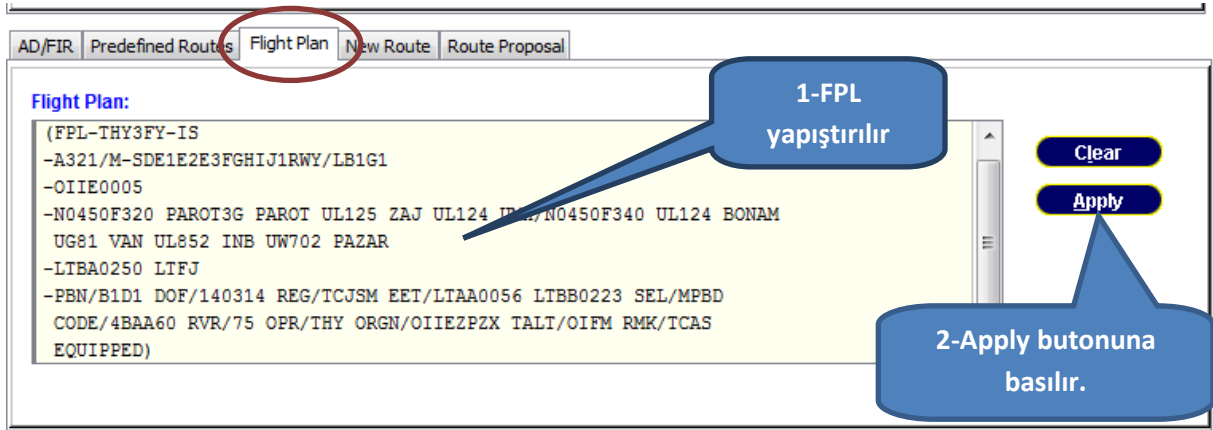 AD/FIR Predefined Routes Flight Plan New Route Route Proposal
Flight Plan:
(FPL-THY3FY-IS
-A321/M-SDE1E2E3FGHIJ1RWY/LB1G1
-OIIE0005
-N0450F320 PAROT3G PAROT UL125 ZAJ UL124 /N0450F340 UL124 BONAM
UG81 VAN UL852 INB UW702 PAZAR
-LTBA0250 LTFJ
-PBN/B1D1 DOF/140314 REG/TCJSM EET/LTAA0056 LTBB0223 SEL/MPBD
CODE/4BAA60 RVR/75 OPR/THY ORGN/OIIEZPZX TALT/OIFM RMK/TCAS
EQUIPPED)
1-FPL
yapıştırılır
Clear
Apply
2-Apply butonuna
basılır.